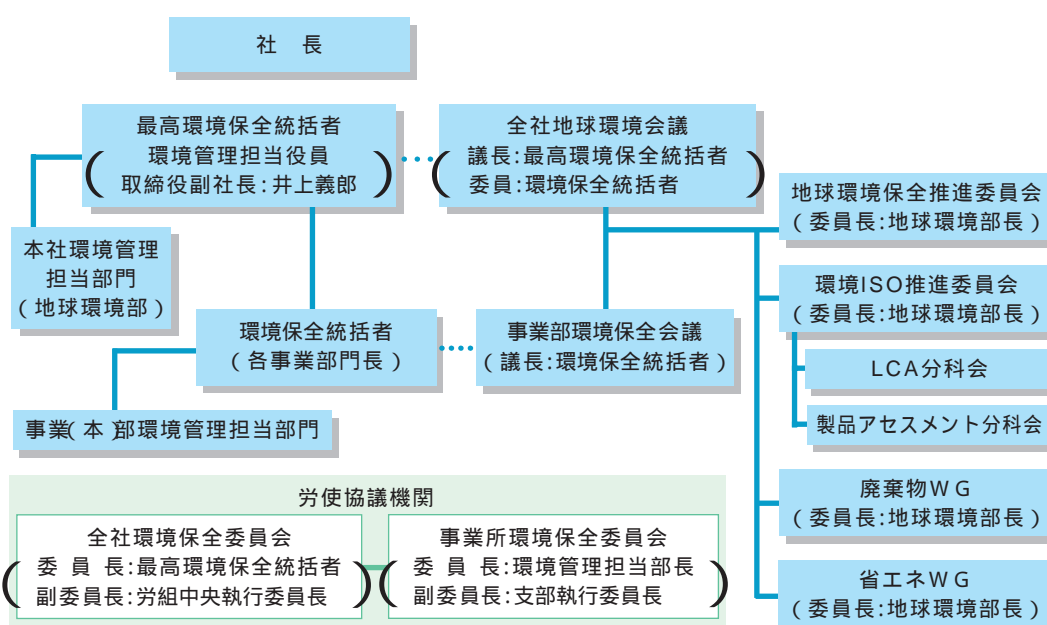 社 長
最高環境保全統括者
(環境管理担当役員
取締役副社長:井上義郎)
全社地球環境会議
(議長:最高環境保全統括者
委員:環境保全統括者)
本社環境管理
担当部門
(地球環境部)
環境保全統括者
(各事業部門長)
事業部環境保全会議
(議長:環境保全統括者)
事業(本)部環境管理担当部門
地球環境保全推進委員会
(委員長:地球環境部長)
環境ISO推進委員会
(委員長:地球環境部長)
LCA分科会
製品アセスメント分科会
廃棄物WG
(委員長:地球環境部長)
省エネWG
(委員長:地球環境部長)
労使協議機関
全社環境保全委員会
(委員長:最高環境保全統括者
副委員長:労組中央執行委員長)
事業所環境保全委員会
(委員長:環境管理担当部長
副委員長:支部執行委員長)